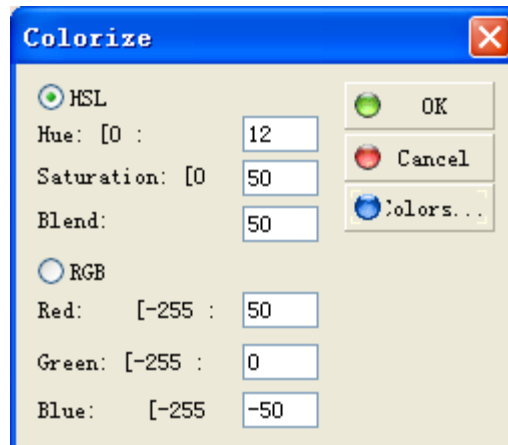 Colorize
HSL
Hue: [0 : 12
Saturation: [0 50
Blend: 50
OK
Cancel
Colors...
RGB
Red: [-255 : 50
Green: [-255 : 0
Blue: [-255 -50